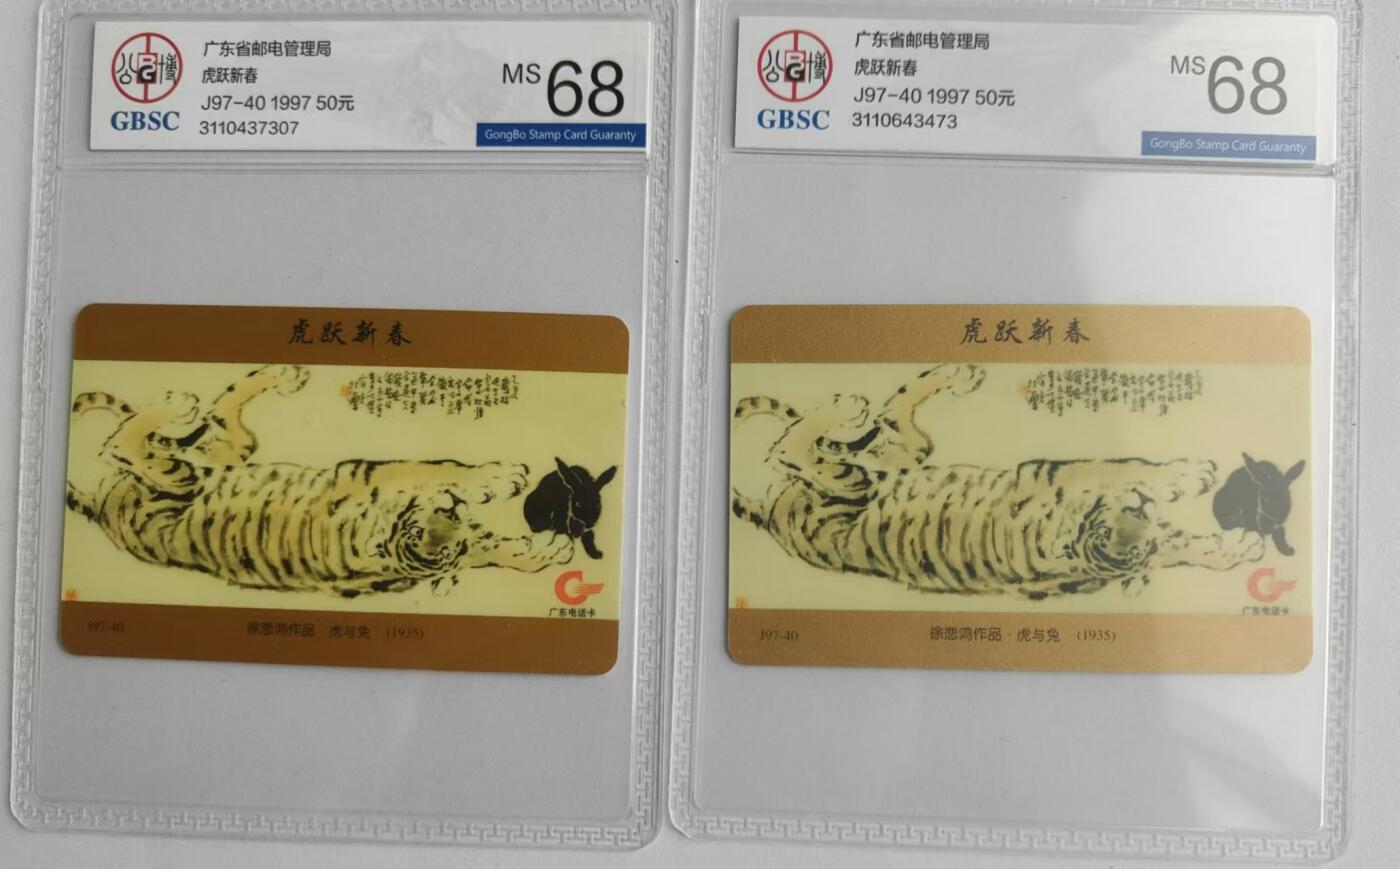 公博
GBSC
广东省邮电管理局
虎跃新春
J97-40 1997 50元
3110437307
MS 68
GongBo Stamp Card Guaranty
虎跃新春
广东电话卡
J97-40
徐悲鸿作品·虎与兔 (1935)
公博
GBSC
广东省邮电管理局
虎跃新春
J97-40 1997 50元
3110643473
MS 68
GongBo Stamp Card Guaranty
虎跃新春
广东电话卡
J97-40
徐悲鸿作品·虎与兔 (1935)